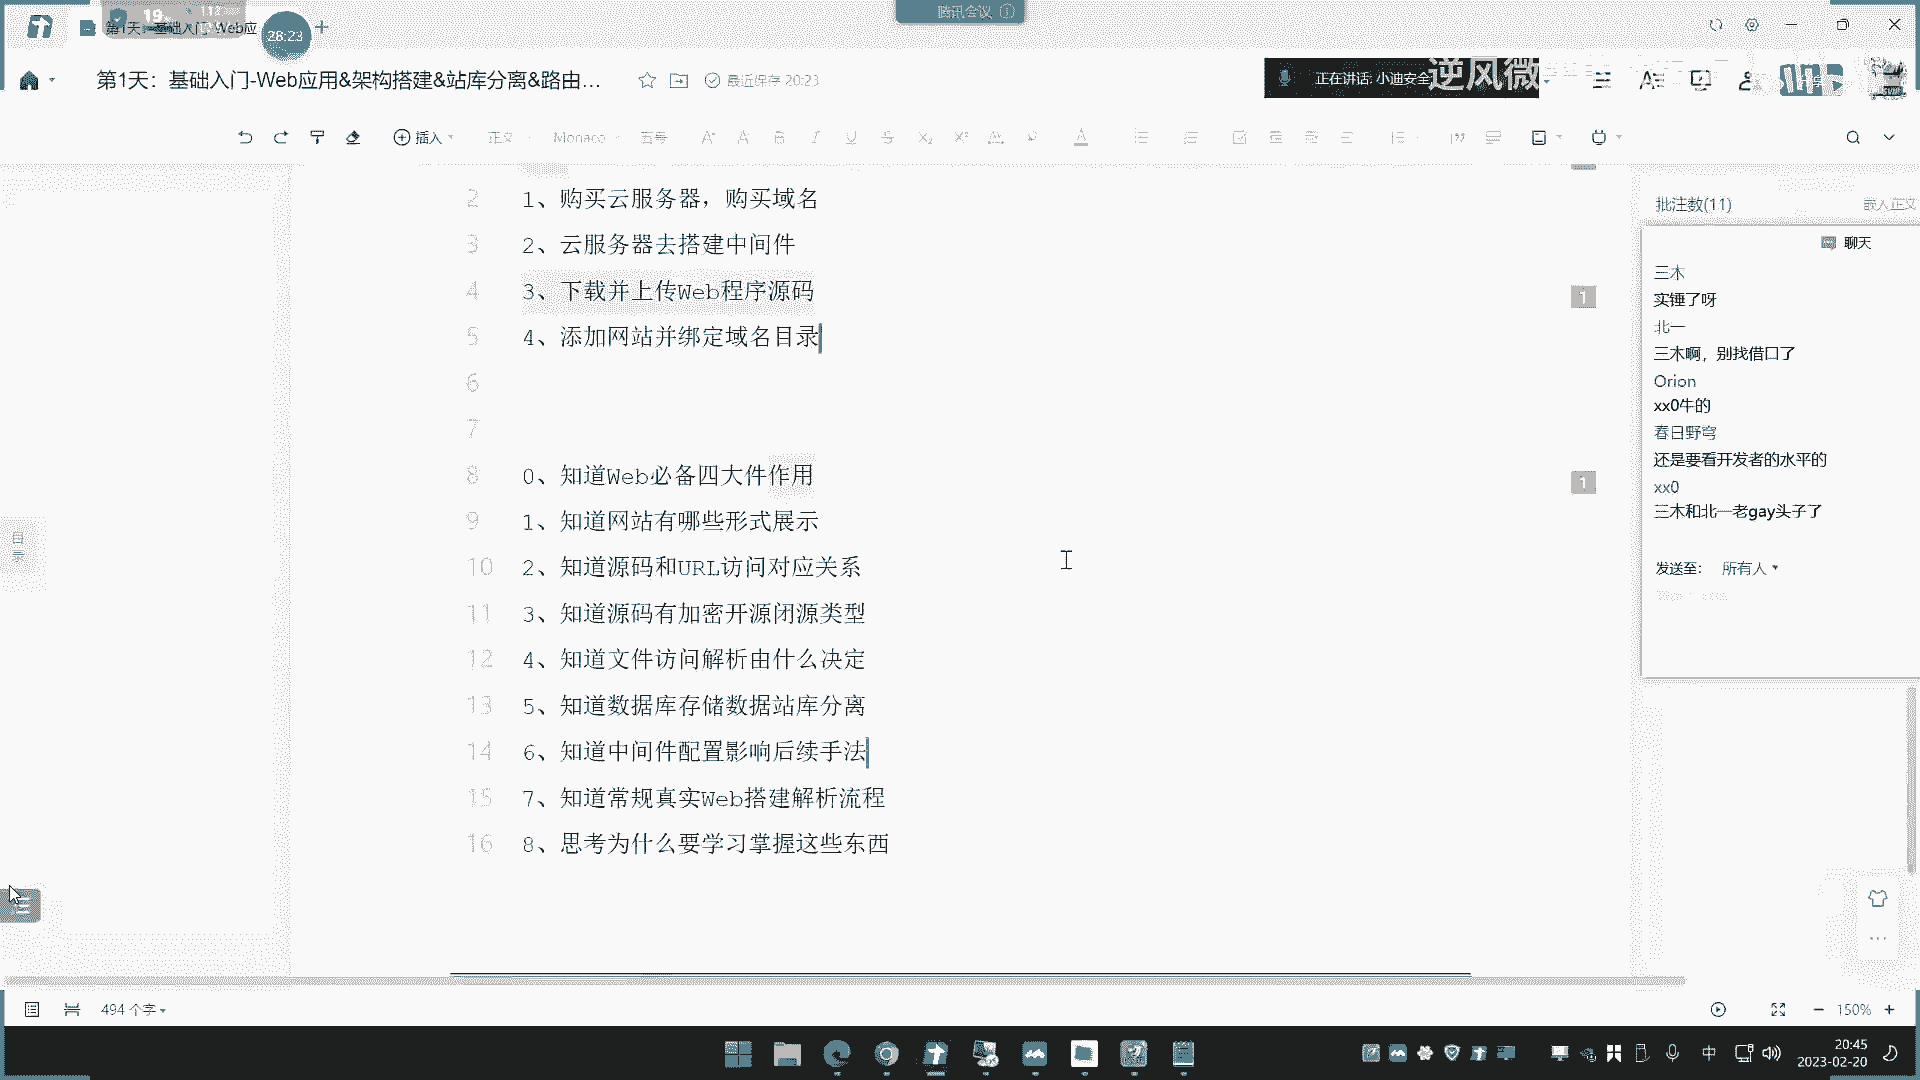 腾讯会议
第1天：基础入门-Web应
28:23
第1天：基础入门-Web应用&架构搭建&站库分离&路由...
最近保存 20:23
正在讲话: 小迪安全
逆风微
插入
正文
Monaco
五号
2 1、购买云服务器，购买域名
3 2、云服务器去搭建中间件
4 3、下载并上传Web程序源码
1
5 4、添加网站并绑定域名目录
6
7
8 0、知道Web必备四大件作用
1
9 1、知道网站有哪些形式展示
10 2、知道源码和URL访问对应关系
11 3、知道源码有加密开源闭源类型
12 4、知道文件访问解析由什么决定
13 5、知道数据库存储数据站库分离
14 6、知道中间件配置影响后续手法
15 7、知道常规真实Web搭建解析流程
16 8、思考为什么要学习掌握这些东西
目录
批注数(11)
嵌入正文
聊天
三木
实锤了呀
北一
三木啊，别找借口了
Orion
xx0牛的
春日野穹
还是要看开发者的水平的
xx0
三木和北一老gay头子了
发送至： 所有人
494 个字
150%
中
20:45
2023-02-20